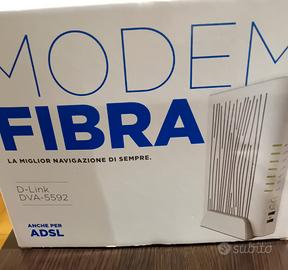 MODEM
FIBRA
LA MIGLIOR NAVIGAZIONE DI SEMPRE.
D-Link
DVA-5592
ANCHE PER
ADSL
subito